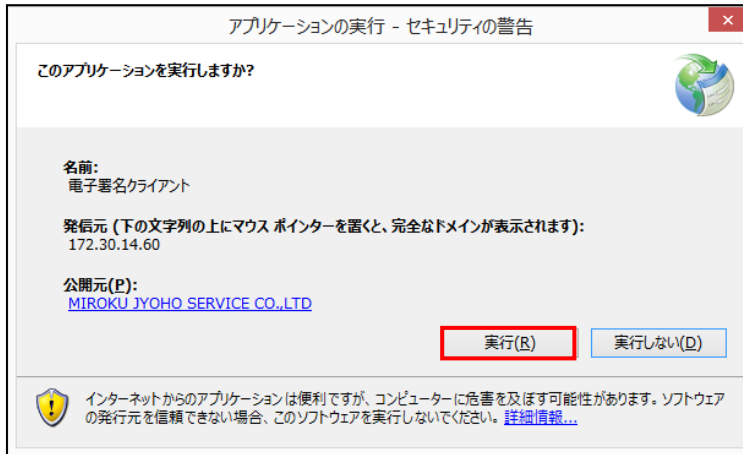 アプリケーションの実行 - セキュリティの警告
このアプリケーションを実行しますか?
名前:
電子署名クライアント
発信元 (下の文字列の上にマウス ポインターを置くと、完全なドメインが表示されます):
172.30.14.60
公開元(P):
MIROKU JYOHO SERVICE CO.,LTD
実行(R) 実行しない(D)
インターネットからのアプリケーションは便利ですが、コンピューターに危害を及ぼす可能性があります。ソフトウェア
の発行元を信頼できない場合、このソフトウェアを実行しないでください。詳細情報...